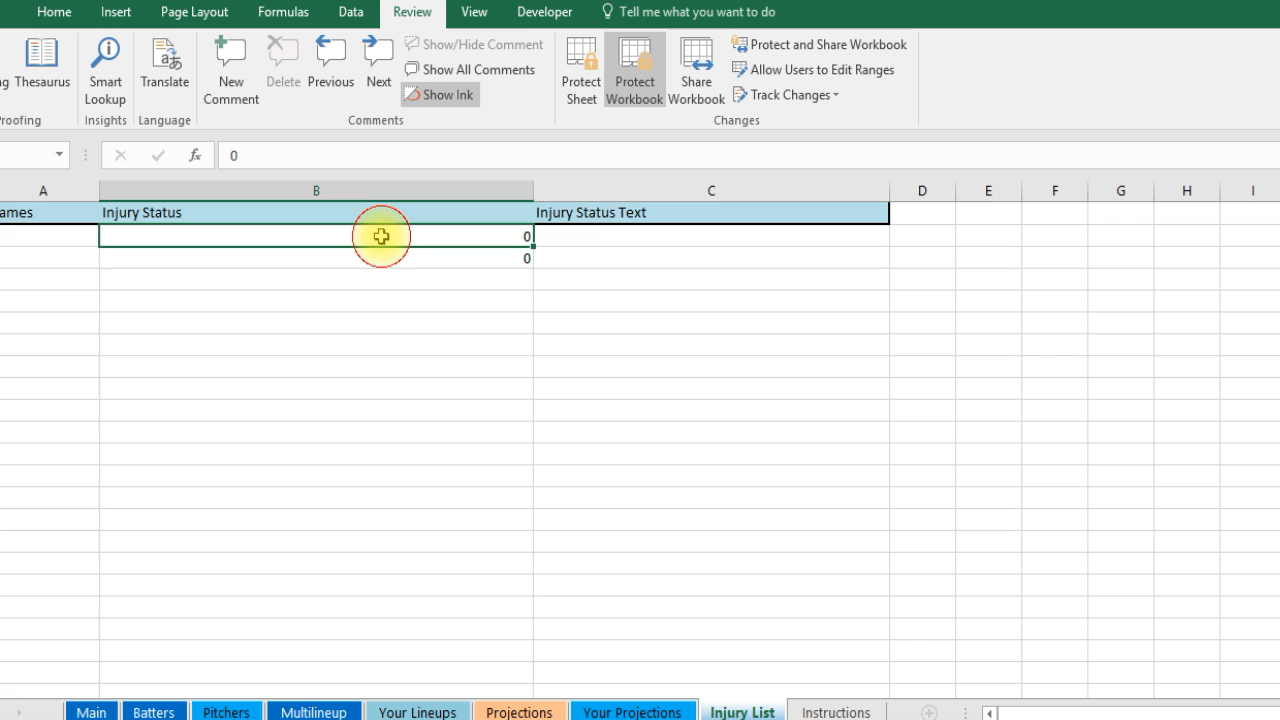 Home Insert Page Layout Formulas Data Review View Developer Tell me what you want to do
Thesaurus
Smart Lookup
Translate
New Comment
Delete
Previous
Next
Show/Hide Comment
Show All Comments
Show Ink
Protect Sheet
Protect Workbook
Share Workbook
Protect and Share Workbook
Allow Users to Edit Ranges
Track Changes
Insights Language Comments Changes
fx 0
A B C D E F G H I
Injury Status Injury Status Text
0
0
Main Batters Pitchers Multilineup Your Lineups Projections Your Projections Injury List Instructions